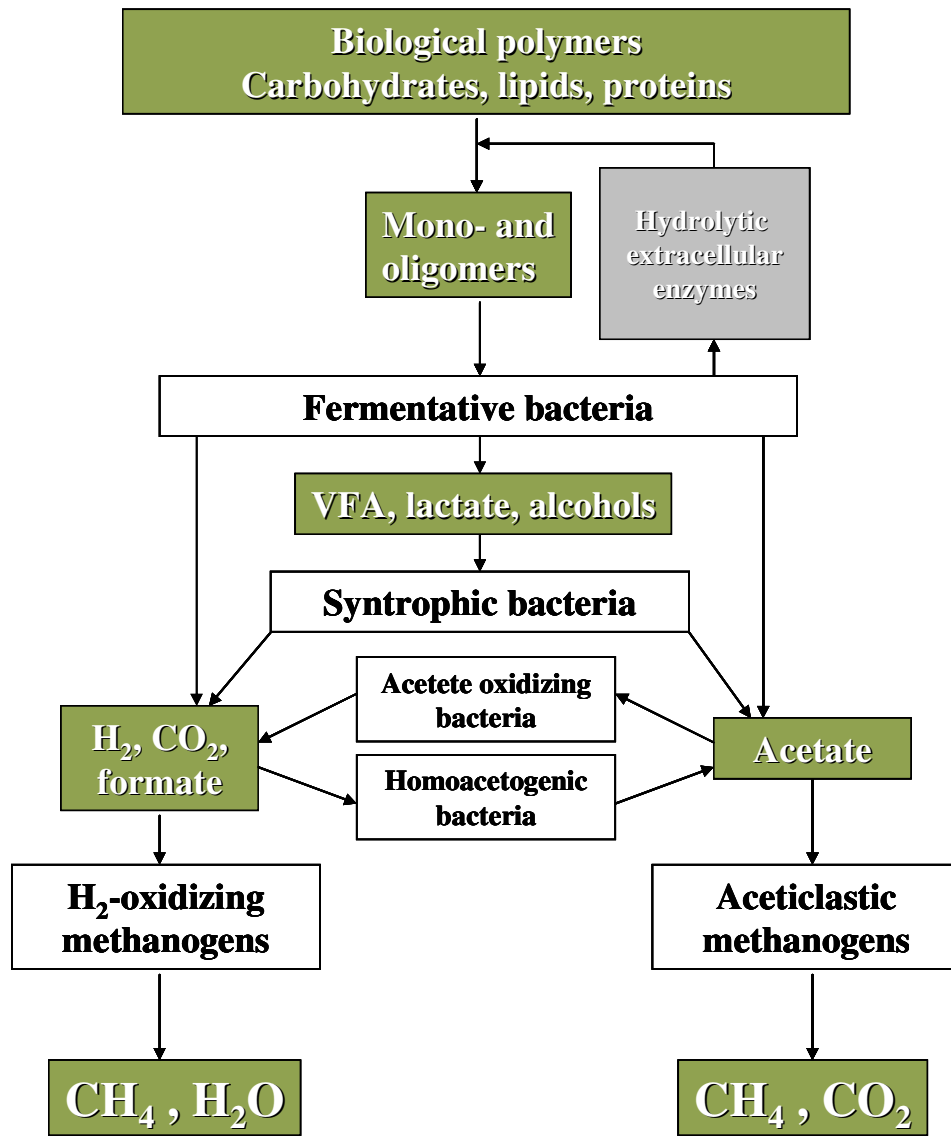 Biological polymers
Carbohydrates, lipids, proteins
Mono- and
oligomers
Hydrolytic
extracellular
enzymes
Fermentative bacteria
VFA, lactate, alcohols
Syntrophic bacteria
Acetete oxidizing
bacteria
H₂, CO₂,
formate
Acetate
Homoacetogenic
bacteria
H₂-oxidizing
methanogens
Aceticlastic
methanogens
CH₄ , H₂O
CH₄ , CO₂